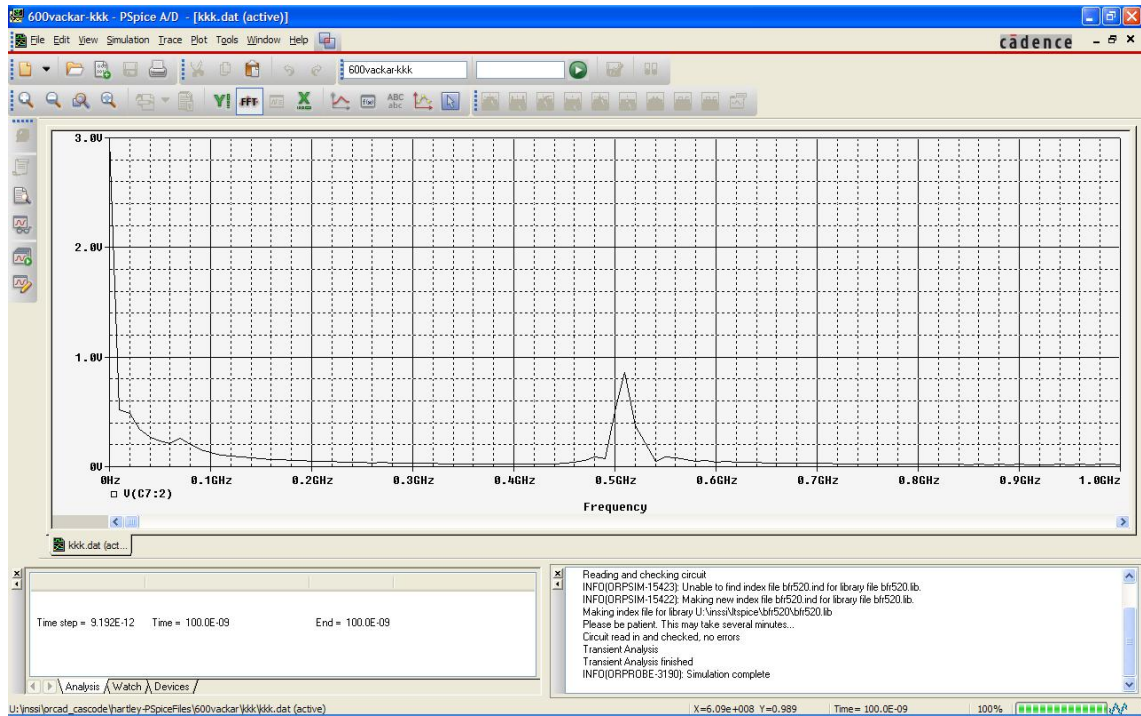 600vackar-kkk - PSpice A/D - [kkk.dat (active)]
File Edit View Simulation Trace Plot Tools Window Help
cādence
600vackar-kkk
FFT
ABC
abc
3.0V
2.0V
1.0V
0V
0Hz 0.1GHz 0.2GHz 0.3GHz 0.4GHz 0.5GHz 0.6GHz 0.7GHz 0.8GHz 0.9GHz 1.0GHz
V(C7:2)
Frequency
kkk.dat (act...
Time step = 9.192E-12 Time = 100.0E-09 End = 100.0E-09
Analysis Watch Devices
Reading and checking circuit
INFO(ORPSIM-15423): Unable to find index file bfr520.ind for library file bfr520.lib.
INFO(ORPSIM-15422): Making new index file bfr520.ind for library file bfr520.lib.
Making index file for library U:\inssi\ltspice\bfr520\bfr520.lib
Please be patient. This may take several minutes...
Circuit read in and checked, no errors
Transient Analysis
Transient Analysis finished
INFO(ORPROBE-3190): Simulation complete
U:\inssi\orcad_cascode\hartley-PSpiceFiles\600vackar\kkk\kkk.dat (active) X=6.09e+008 Y=0.989 Time= 100.0E-09 100%